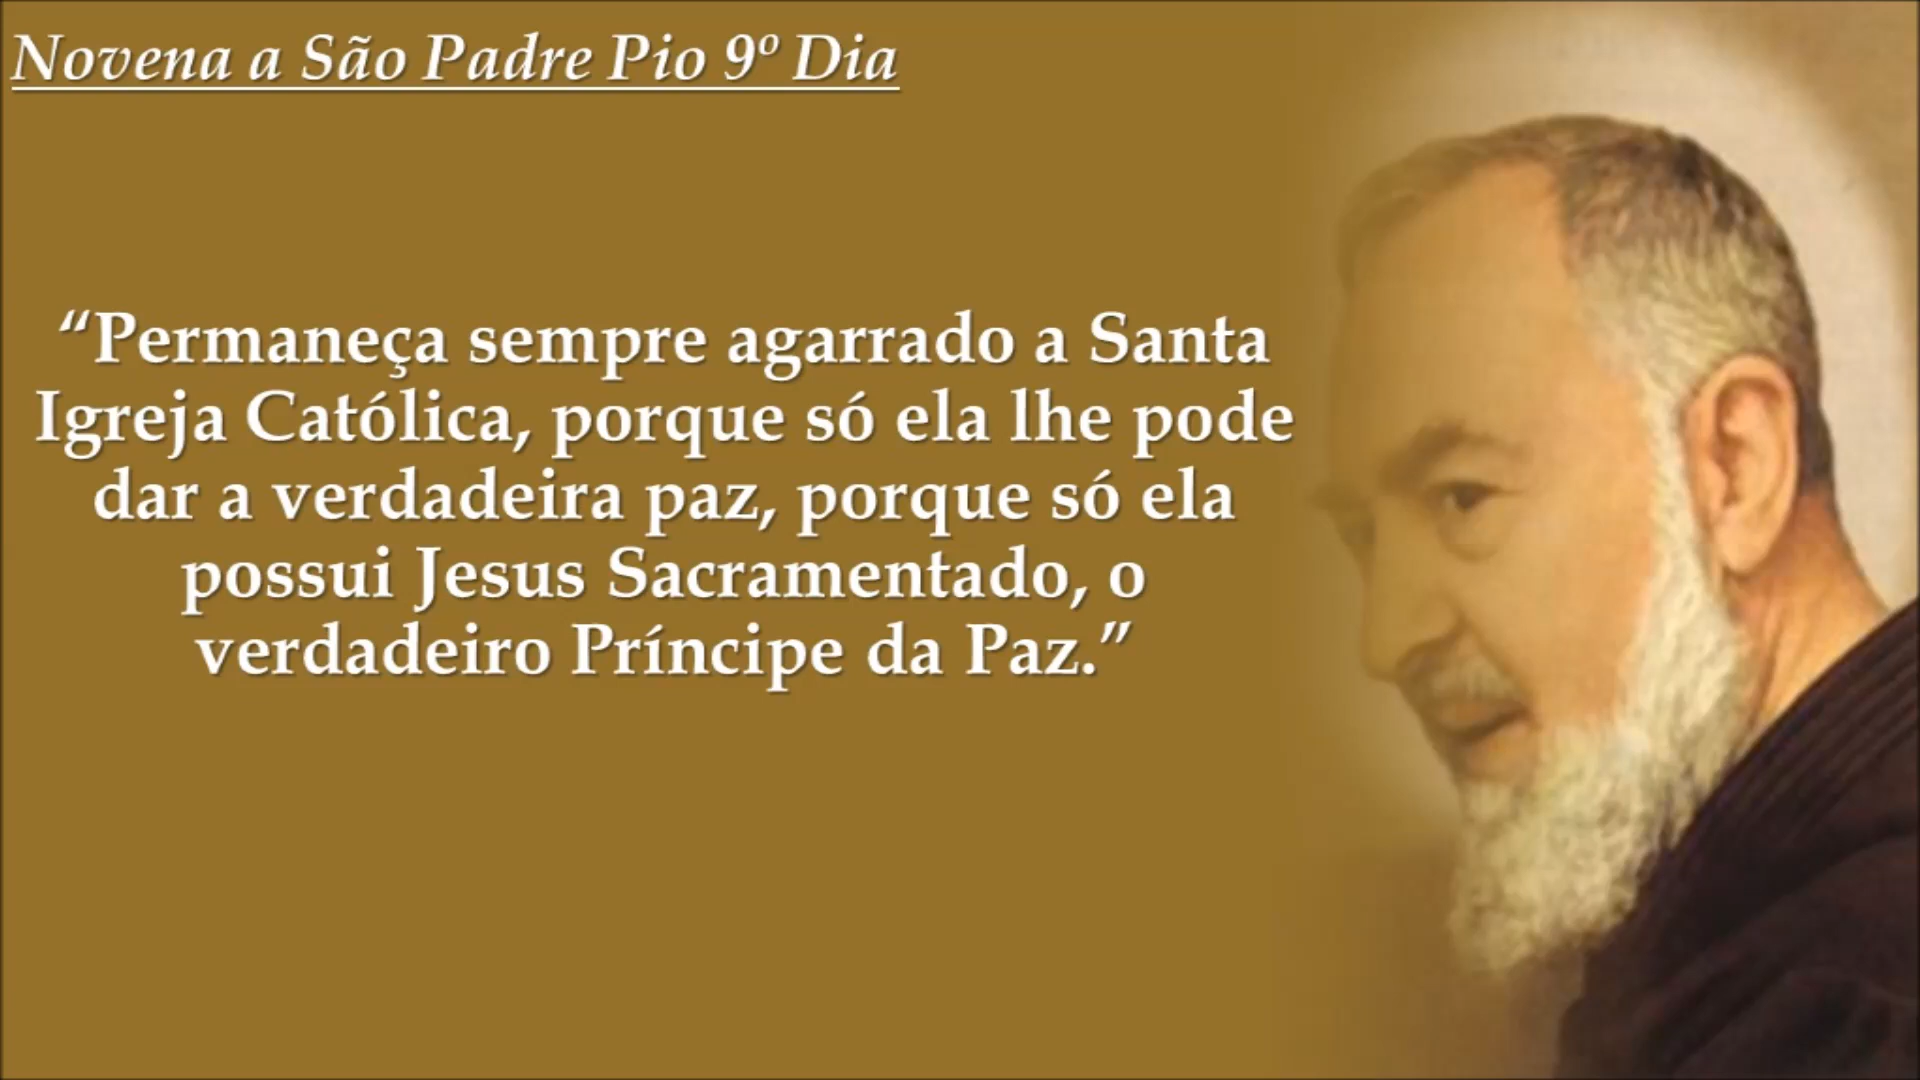 Novena a São Padre Pio 9º Dia
“Permaneça sempre agarrado a Santa
Igreja Católica, porque só ela lhe pode
dar a verdadeira paz, porque só ela
possui Jesus Sacramentado, o
verdadeiro Príncipe da Paz.”